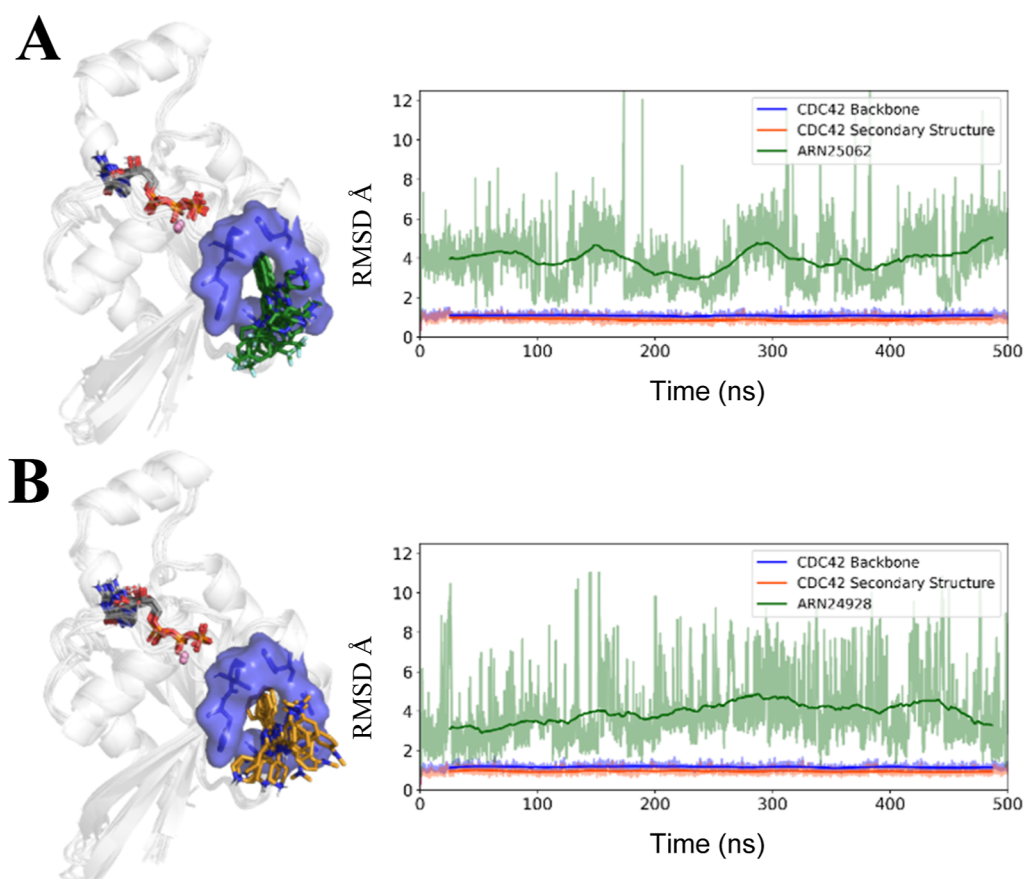 A
12
10
8
6
4
2
0
RMSD Å
CDC42 Backbone
CDC42 Secondary Structure
ARN25062
0 100 200 300 400 500
Time (ns)
B
12
10
8
6
4
2
0
RMSD Å
CDC42 Backbone
CDC42 Secondary Structure
ARN24928
0 100 200 300 400 500
Time (ns)